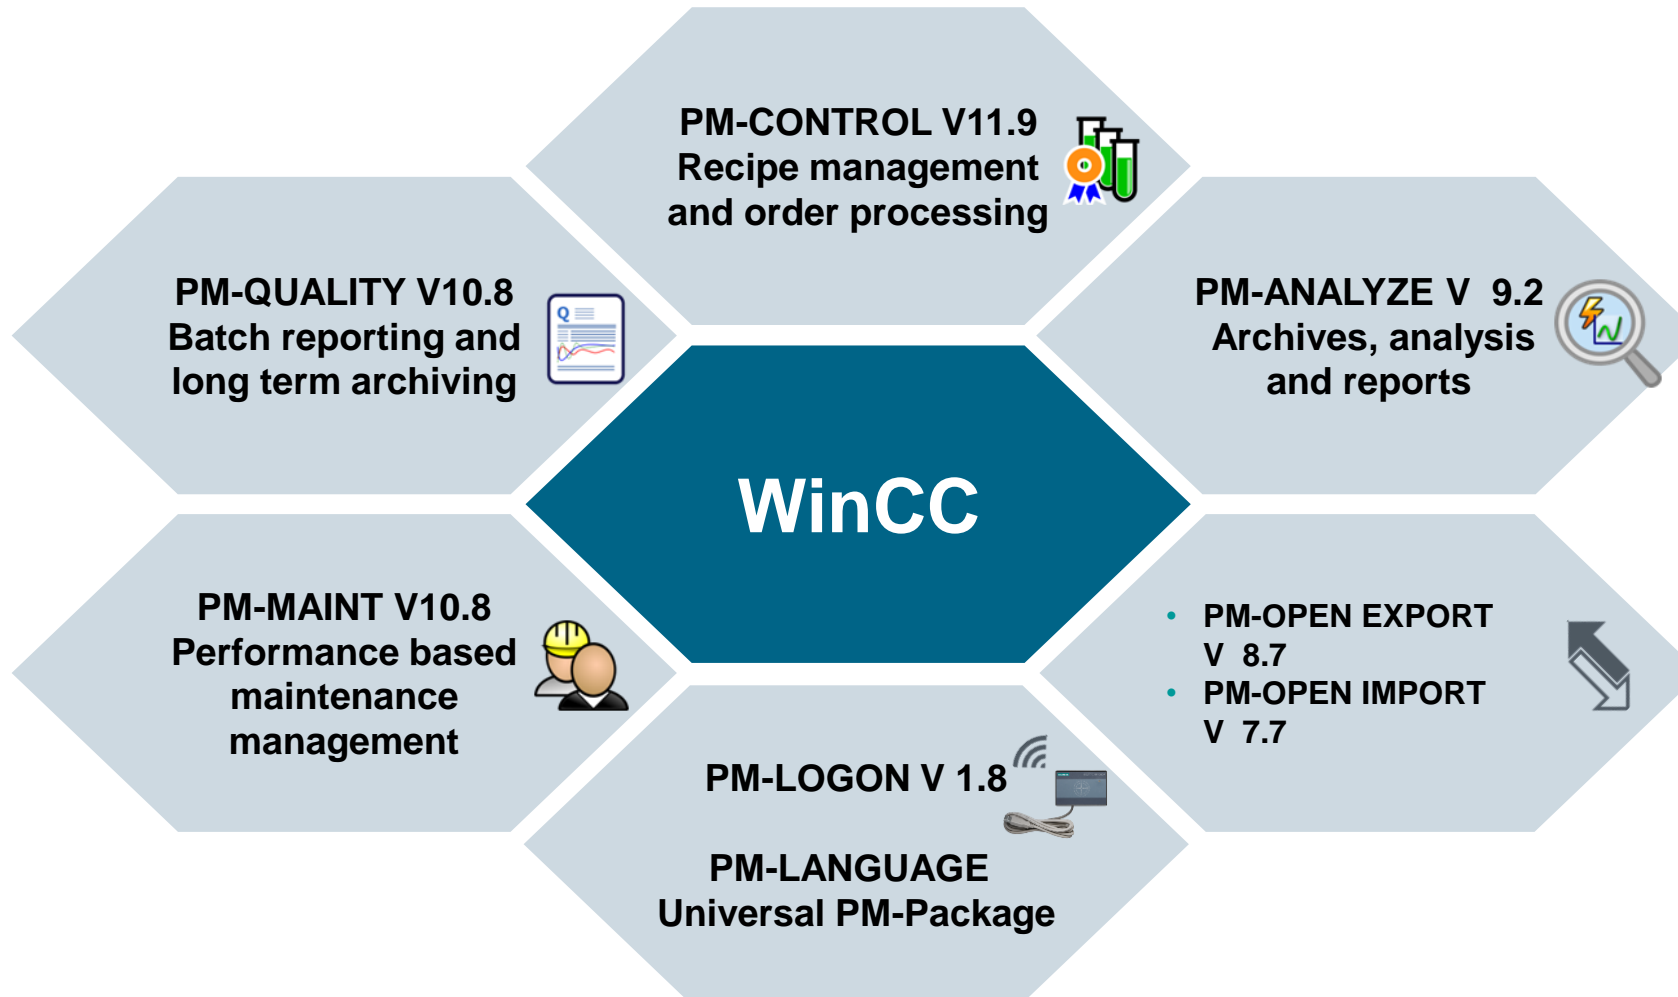 PM-CONTROL V11.9
Recipe management
and order processing
PM-QUALITY V10.8
Batch reporting and
long term archiving
Q
PM-ANALYZE V 9.2
Archives, analysis
and reports
WinCC
PM-MAINT V10.8
Performance based
maintenance
management
• PM-OPEN EXPORT
V 8.7
• PM-OPEN IMPORT
V 7.7
PM-LOGON V 1.8
PM-LANGUAGE
Universal PM-Package